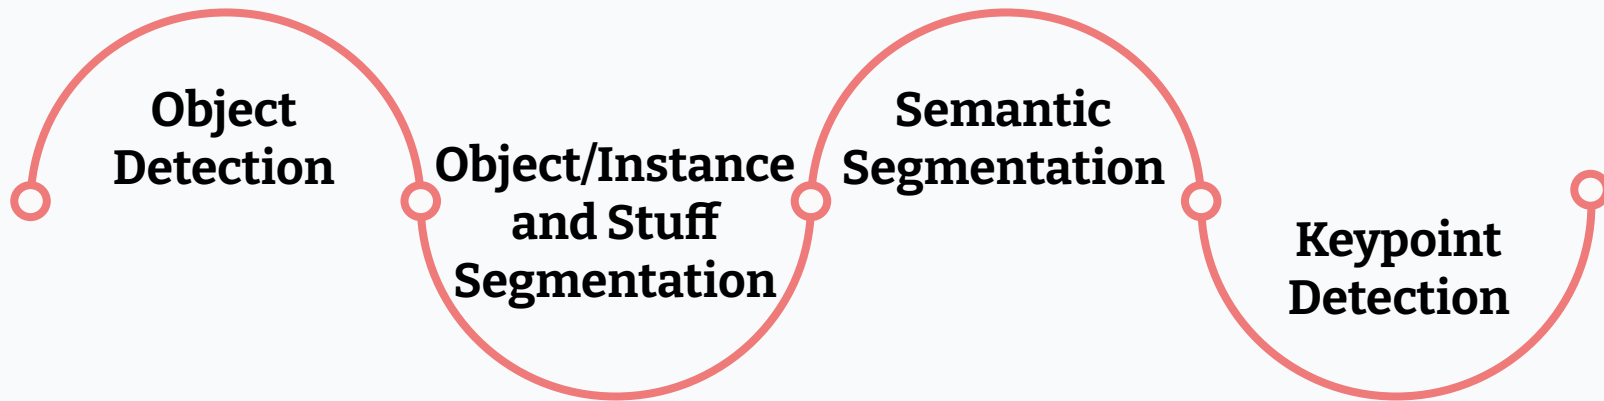 Object
Detection
Object/Instance
and Stuff
Segmentation
Semantic
Segmentation
Keypoint
Detection